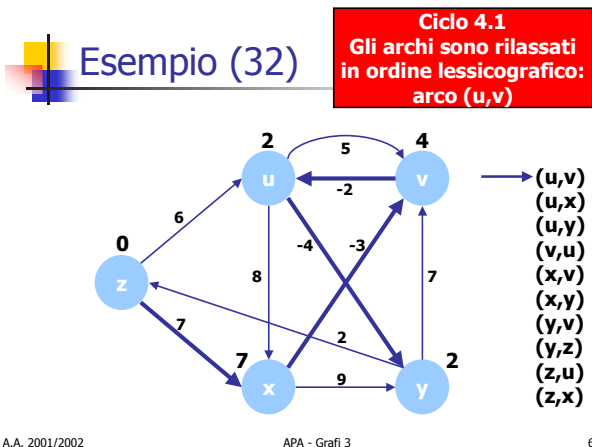 Esempio (32)
Ciclo 4.1
Gli archi sono rilassati
in ordine lessicografico:
arco (u,v)
2
4
5
u
v
-2
6
-4
-3
0
8
7
z
7
2
7
2
x
9
y
(u,v)
(u,x)
(u,y)
(v,u)
(x,v)
(x,y)
(y,v)
(y,z)
(z,u)
(z,x)
A.A. 2001/2002
APA - Grafi 3
6